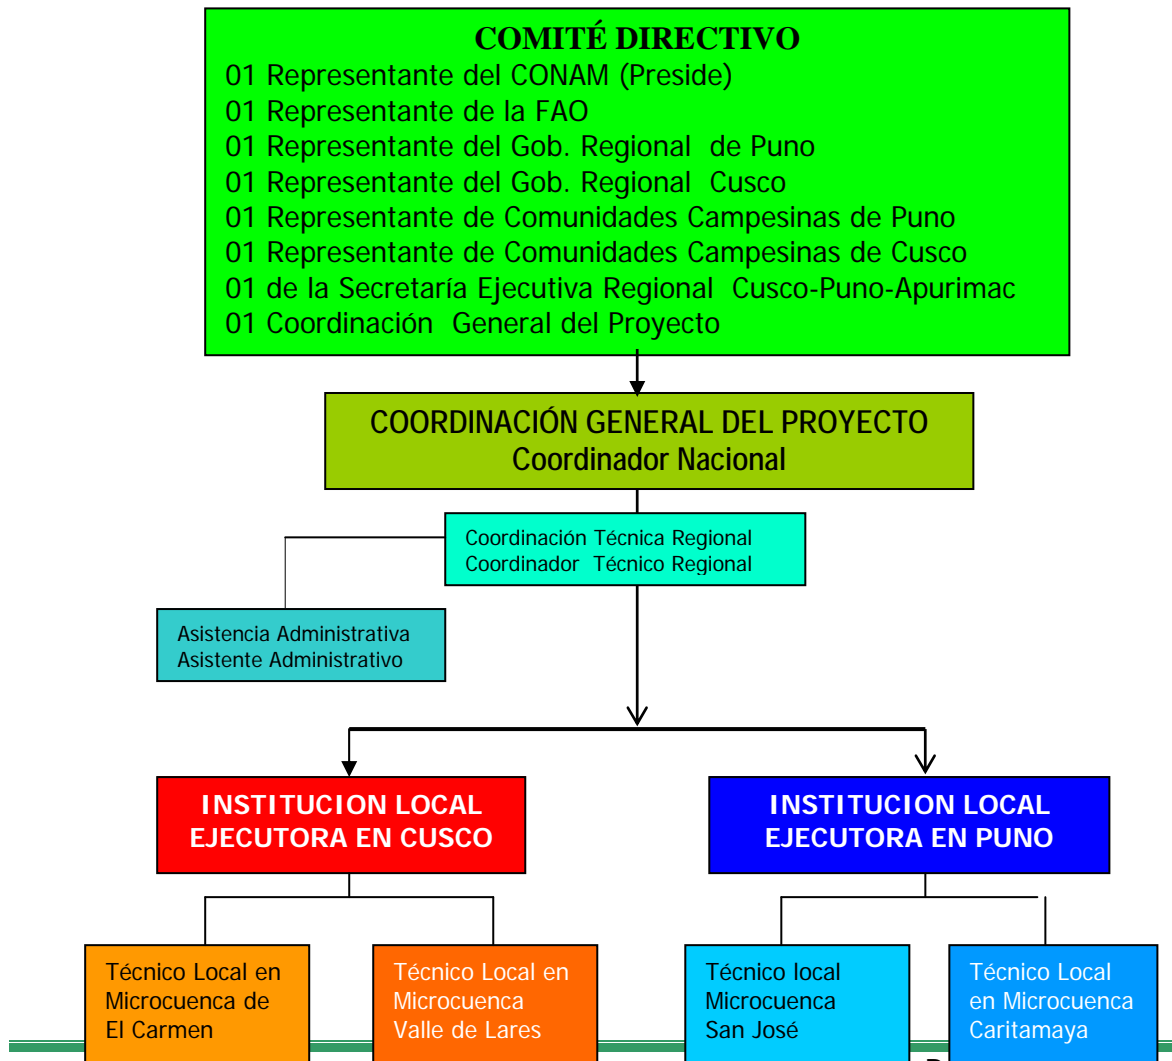 COMITÉ DIRECTIVO
01 Representante del CONAM (Preside)
01 Representante de la FAO
01 Representante del Gob. Regional de Puno
01 Representante del Gob. Regional Cusco
01 Representante de Comunidades Campesinas de Puno
01 Representante de Comunidades Campesinas de Cusco
01 de la Secretaría Ejecutiva Regional Cusco-Puno-Apurimac
01 Coordinación General del Proyecto
COORDINACIÓN GENERAL DEL PROYECTO
Coordinador Nacional
Coordinación Técnica Regional
Coordinador Técnico Regional
Asistencia Administrativa
Asistente Administrativo
INSTITUCION LOCAL
EJECUTORA EN CUSCO
INSTITUCION LOCAL
EJECUTORA EN PUNO
Técnico Local en
Microcuenca de
El Carmen
Técnico Local en
Microcuenca
Valle de Lares
Técnico local
Microcuenca
San José
Técnico Local
en Microcuenca
Caritamaya